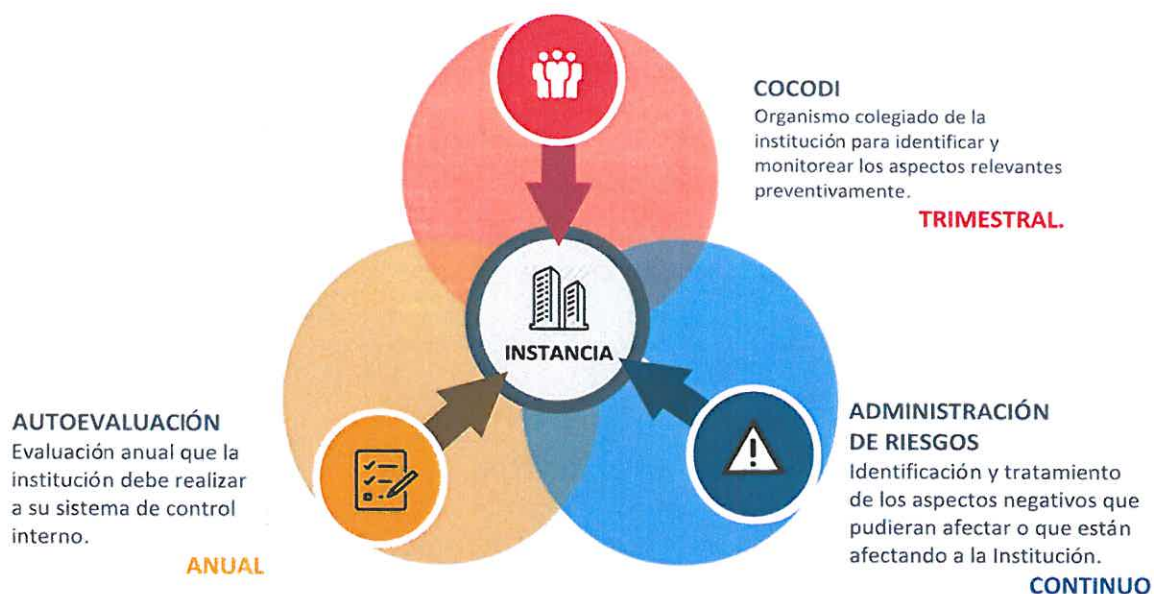 COCODI
Organismo colegiado de la
institución para identificar y
monitorear los aspectos relevantes
preventivamente.
TRIMESTRAL.
INSTANCIA
AUTOEVALUACIÓN
Evaluación anual que la
institución debe realizar
a su sistema de control
interno.
ANUAL
ADMINISTRACIÓN
DE RIESGOS
Identificación y tratamiento
de los aspectos negativos que
pudieran afectar o que están
afectando a la Institución.
CONTINUO